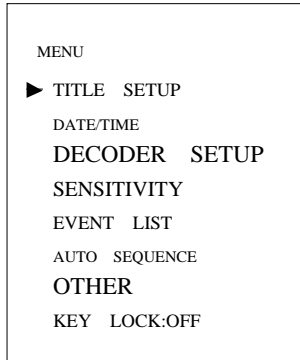 MENU
TITLE SETUP
DATE/TIME
DECODER SETUP
SENSITIVITY
EVENT LIST
AUTO SEQUENCE
OTHER
KEY LOCK:OFF